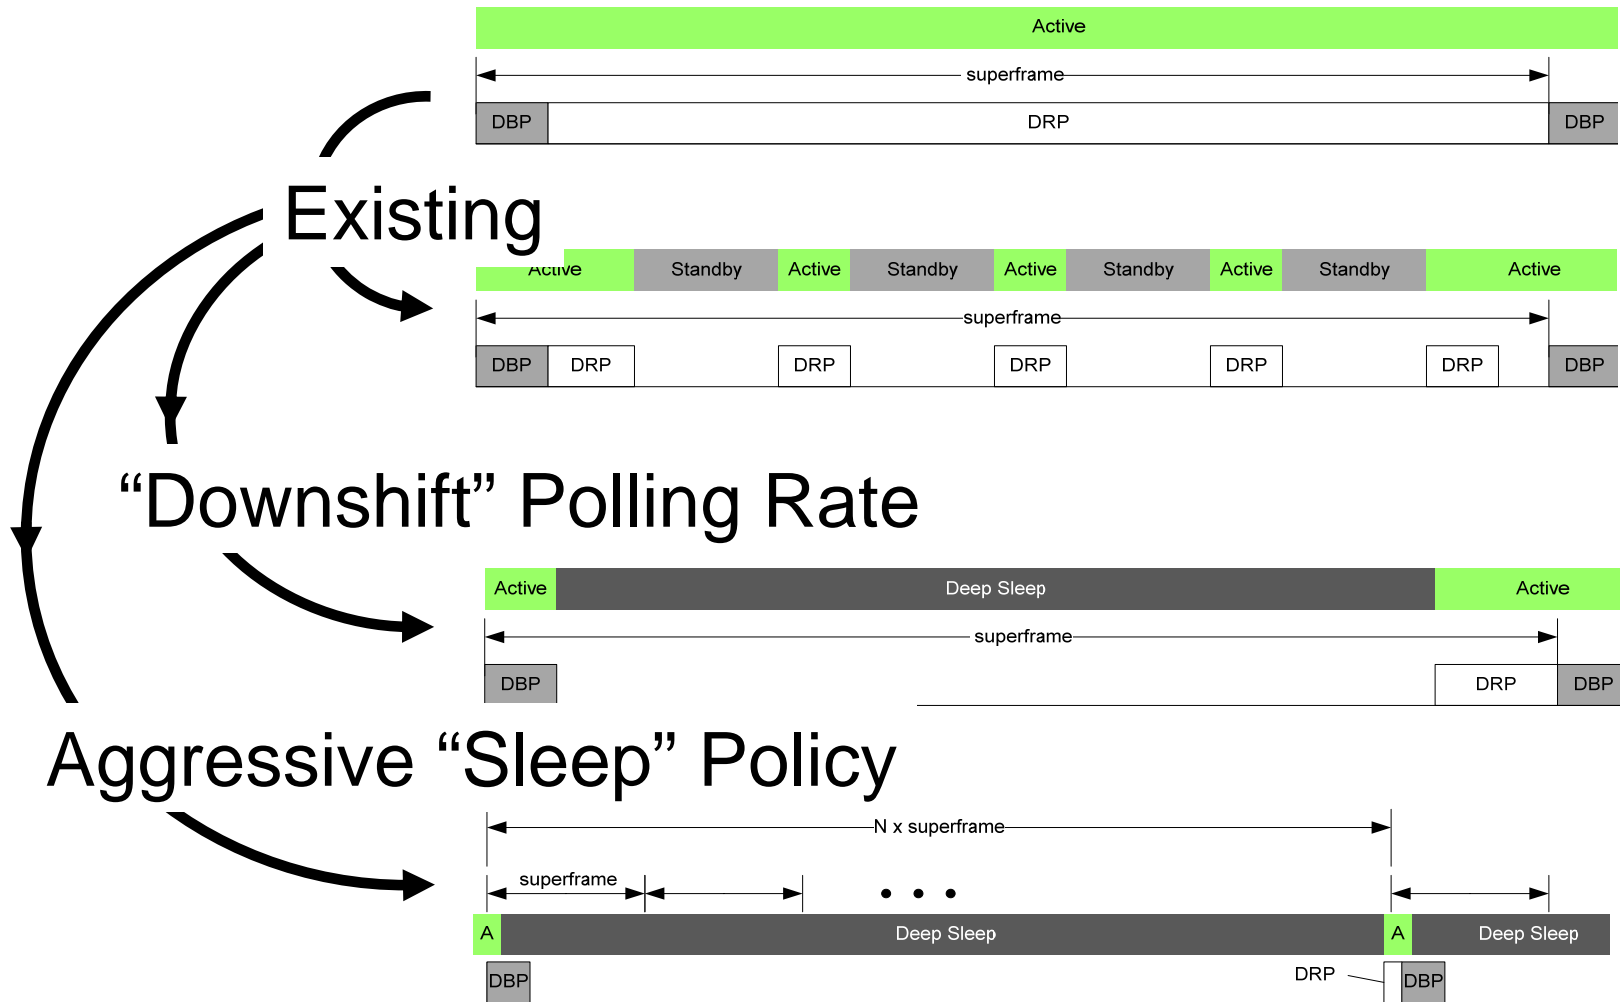 Active
superframe
DBP DRP DBP
Existing
Active Standby Active Standby Active Standby Active Standby Active
superframe
DBP DRP DRP DRP DRP DRP DBP
“Downshift” Polling Rate
Active Deep Sleep Active
superframe
DBP DRP DBP
Aggressive “Sleep” Policy
N x superframe
superframe
• • •
A Deep Sleep A Deep Sleep
DBP DRP DBP